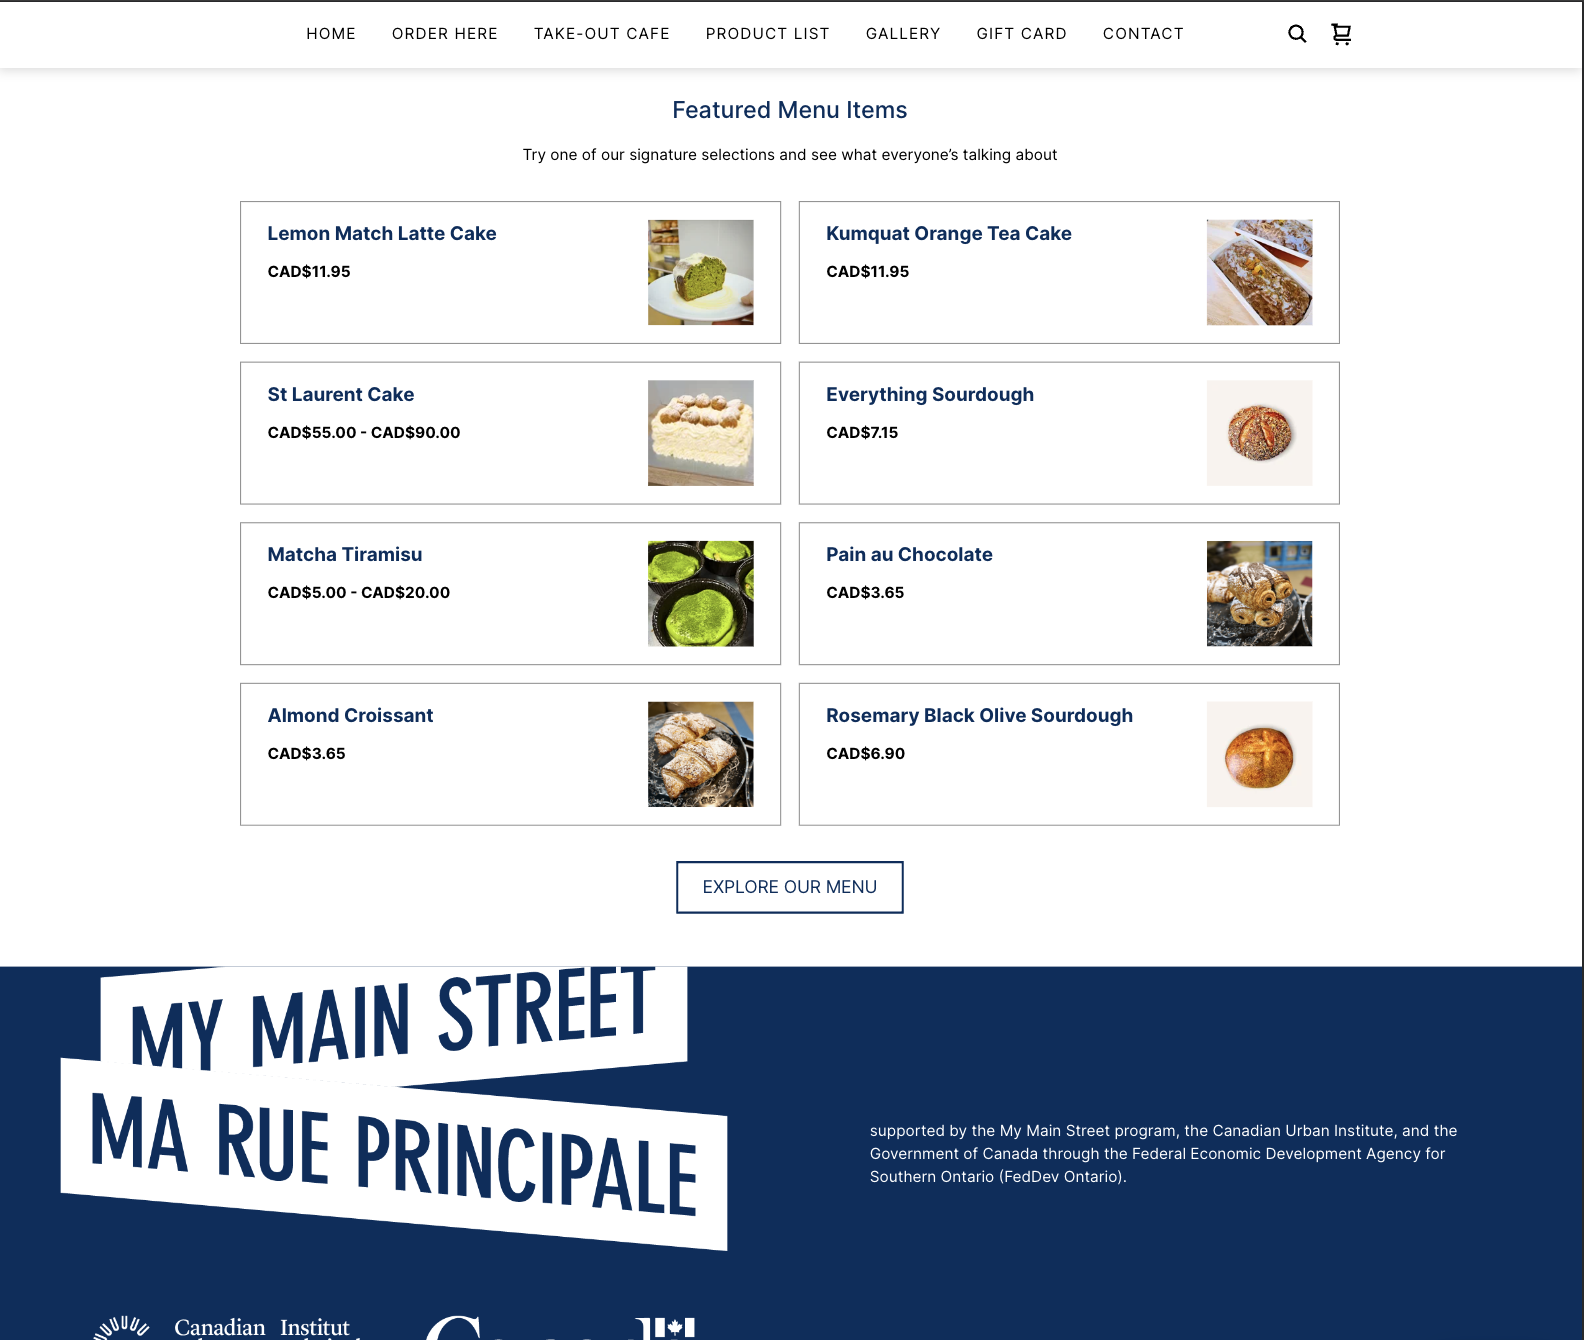 HOME ORDER HERE TAKE-OUT CAFE PRODUCT LIST GALLERY GIFT CARD CONTACT
Featured Menu Items
Try one of our signature selections and see what everyone’s talking about
Lemon Match Latte Cake
CAD$11.95
Kumquat Orange Tea Cake
CAD$11.95
St Laurent Cake
CAD$55.00 - CAD$90.00
Everything Sourdough
CAD$7.15
Matcha Tiramisu
CAD$5.00 - CAD$20.00
Pain au Chocolate
CAD$3.65
Almond Croissant
CAD$3.65
Rosemary Black Olive Sourdough
CAD$6.90
EXPLORE OUR MENU
MY MAIN STREET
MA RUE PRINCIPALE
supported by the My Main Street program, the Canadian Urban Institute, and the
Government of Canada through the Federal Economic Development Agency for
Southern Ontario (FedDev Ontario).
Canadian Institut